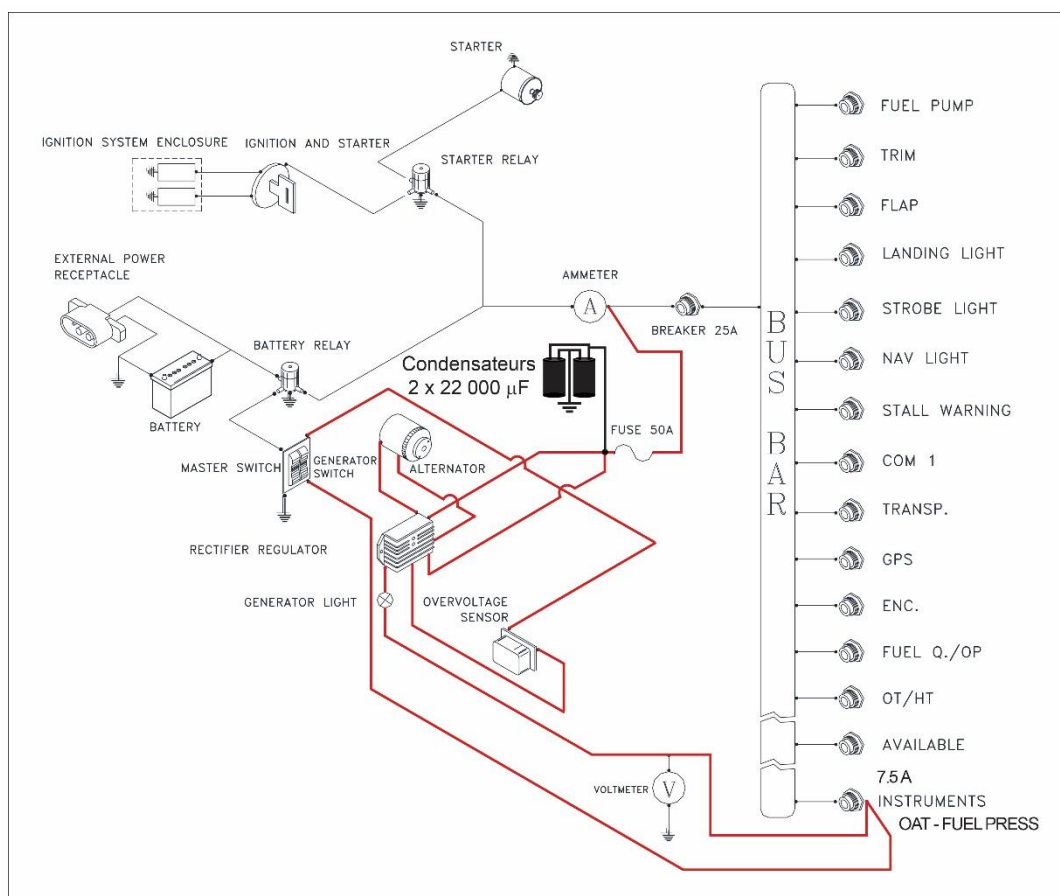 STARTER
IGNITION SYSTEM ENCLOSURE
IGNITION AND STARTER
STARTER RELAY
EXTERNAL POWER
RECEPTACLE
BATTERY RELAY
BATTERY
MASTER SWITCH
GENERATOR
SWITCH
ALTERNATOR
Condensateurs
2 x 22 000 µF
AMMETER
A
BREAKER 25A
FUSE 50A
RECTIFIER REGULATOR
GENERATOR LIGHT
OVERVOLTAGE
SENSOR
VOLTMETER
V
BUS BAR
FUEL PUMP
TRIM
FLAP
LANDING LIGHT
STROBE LIGHT
NAV LIGHT
STALL WARNING
COM 1
TRANSP.
GPS
ENC.
FUEL Q./OP
OT/HT
AVAILABLE
7.5A
INSTRUMENTS
OAT - FUEL PRESS